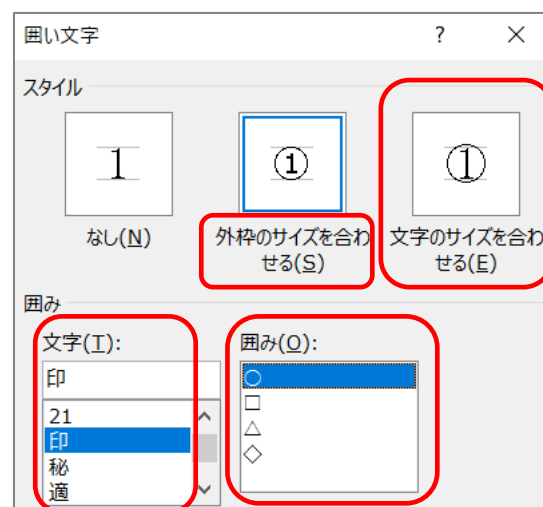 囲い文字 ? ×
スタイル
1 ① ①
なし(N) 外枠のサイズを合わ 文字のサイズを合わ
せる(S) せる(E)
囲み
文字(T): 囲み(O):
印 ○
21 □
印 △
秘 ◇
適